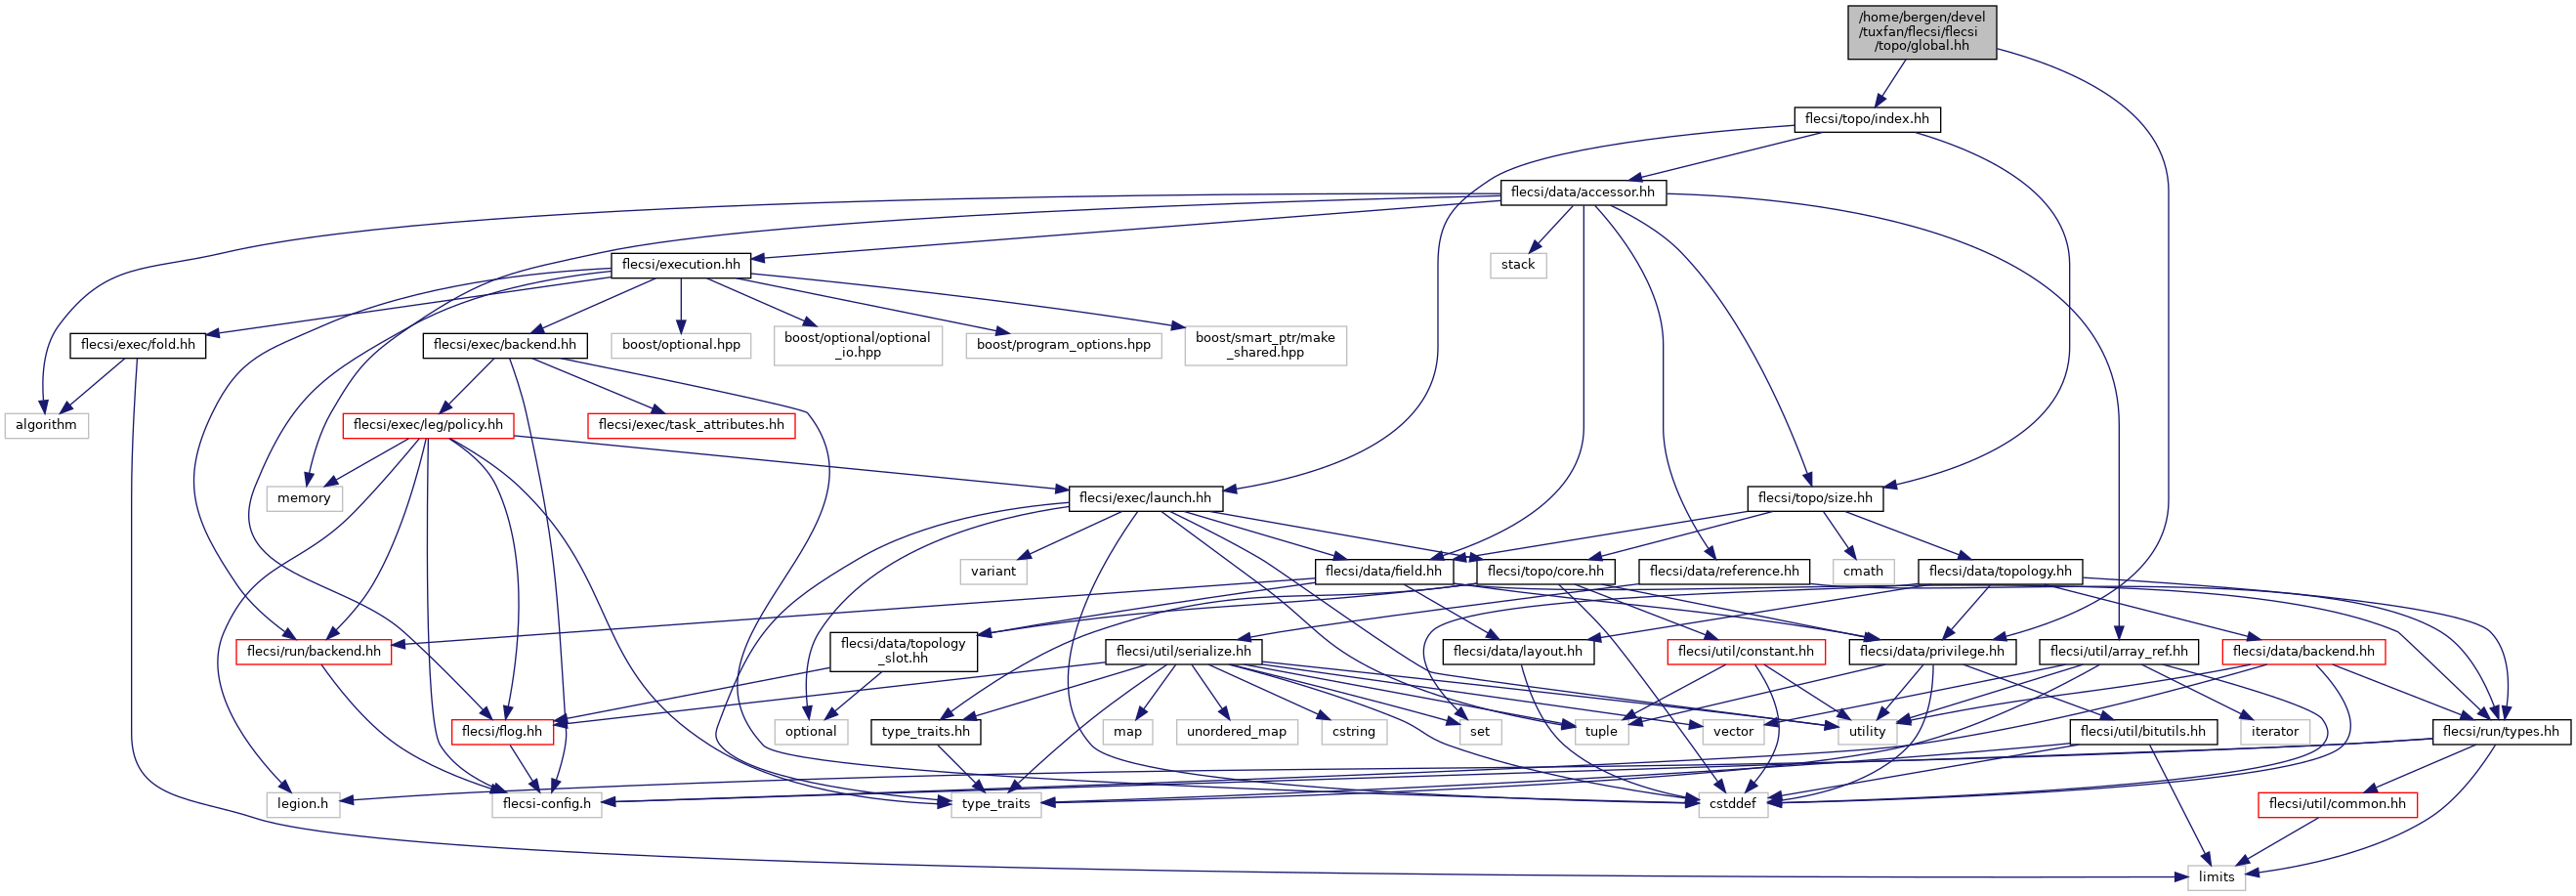 /home/bergen/devel
/tuxfan/flecsi/flecsi
/topo/global.hh
flecsi/topo/index.hh
flecsi/data/accessor.hh
flecsi/execution.hh
stack
flecsi/exec/fold.hh
flecsi/exec/backend.hh
boost/optional.hpp
boost/optional/optional
_io.hpp
boost/program_options.hpp
boost/smart_ptr/make
_shared.hpp
algorithm
flecsi/exec/leg/policy.hh
flecsi/exec/task_attributes.hh
memory
flecsi/exec/launch.hh
flecsi/topo/size.hh
variant
flecsi/data/field.hh
flecsi/topo/core.hh
flecsi/data/reference.hh
cmath
flecsi/data/topology.hh
flecsi/run/backend.hh
flecsi/data/topology
_slot.hh
flecsi/util/serialize.hh
flecsi/data/layout.hh
flecsi/util/constant.hh
flecsi/data/privilege.hh
flecsi/util/array_ref.hh
flecsi/data/backend.hh
flecsi/flog.hh
optional
type_traits.hh
map
unordered_map
cstring
set
tuple
vector
utility
flecsi/util/bitutils.hh
iterator
flecsi/run/types.hh
legion.h
flecsi-config.h
type_traits
cstddef
flecsi/util/common.hh
limits